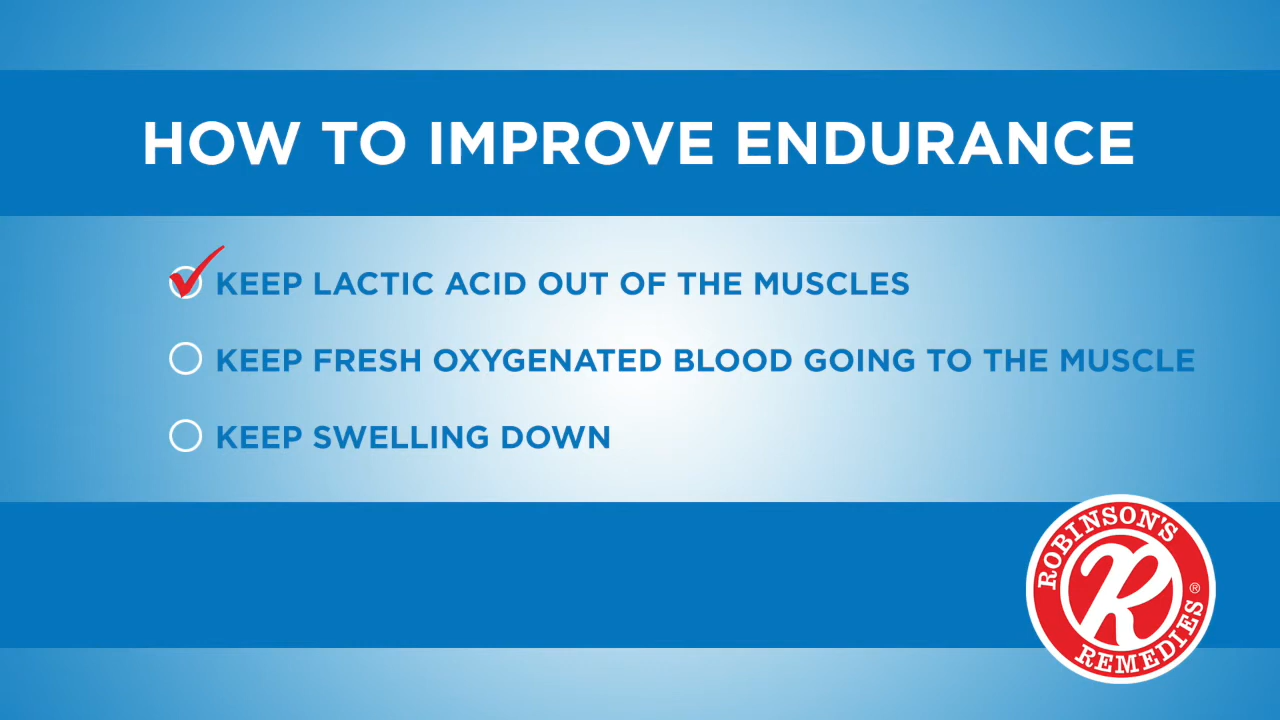 HOW TO IMPROVE ENDURANCE
KEEP LACTIC ACID OUT OF THE MUSCLES
KEEP FRESH OXYGENATED BLOOD GOING TO THE MUSCLE
KEEP SWELLING DOWN
ROBINSON'S
R
®
REMEDIES